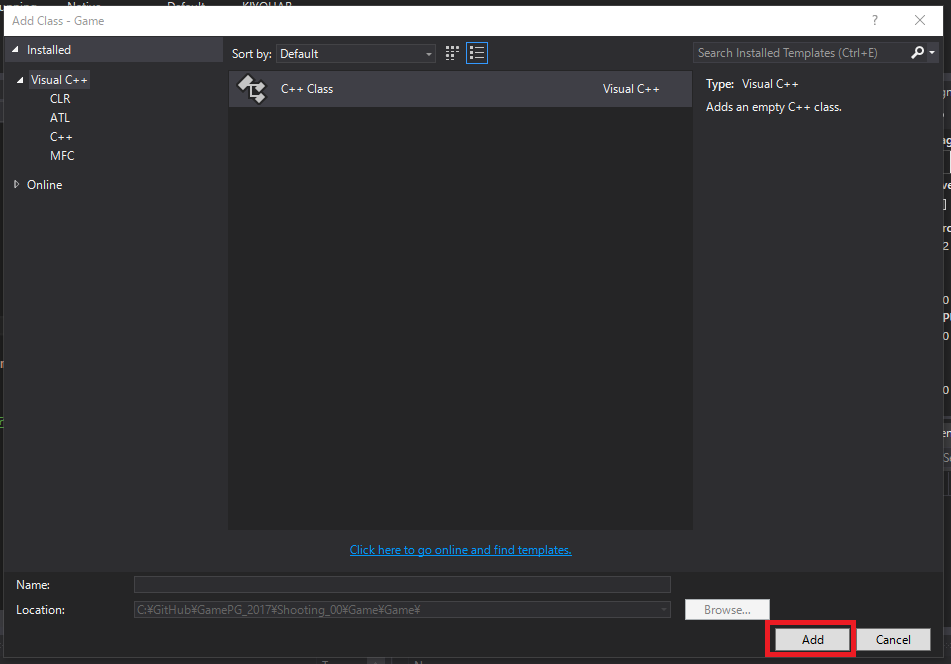 Add Class - Game
?
Installed
Sort by: Default
Search Installed Templates (Ctrl+E)
Visual C++
CLR
ATL
C++
MFC
Online
C++ Class
Visual C++
Type: Visual C++
Adds an empty C++ class.
Click here to go online and find templates.
Name:
Location:
C:¥GitHub¥GamePG_2017¥Shooting_00¥Game¥Game¥
Browse...
Add
Cancel